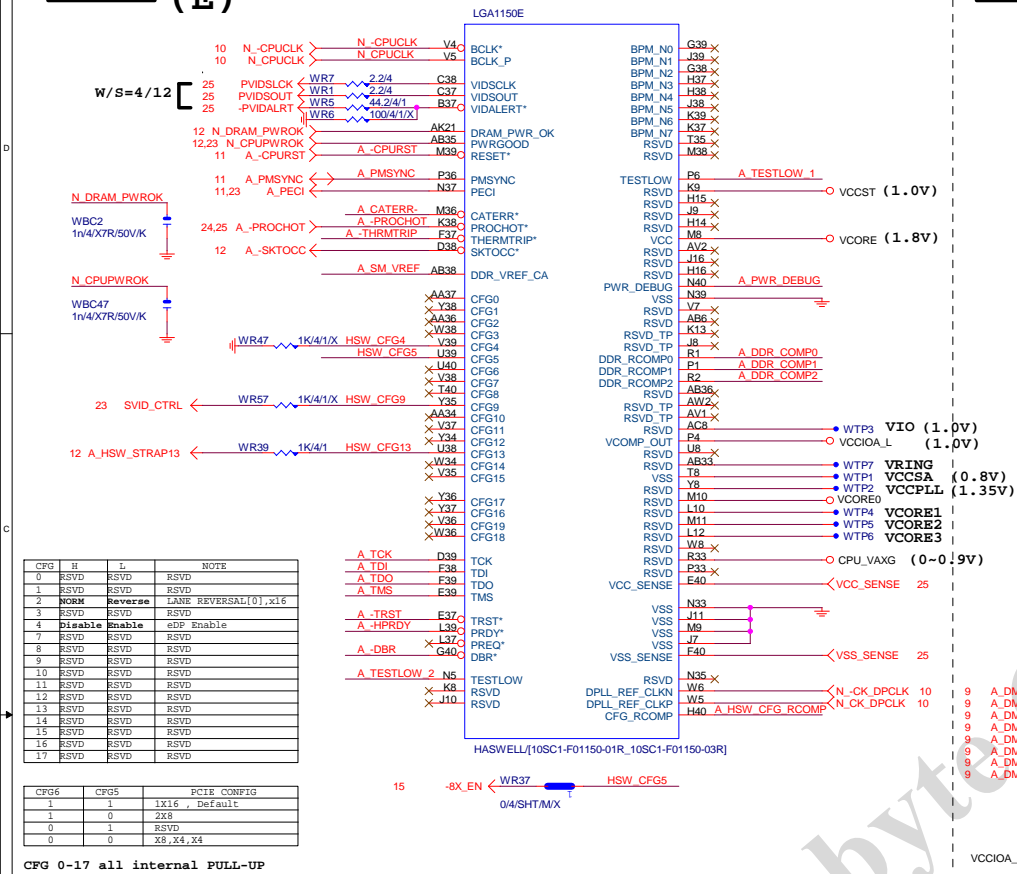 (E)
LGA1150E
10 N_-CPUCLK N_-CPUCLK V4 BCLK* BPM_N0 G39
10 N_CPUCLK N_CPUCLK V5 BCLK_P BPM_N1 J39
BPM_N2 G38
W/S=4/12
25 PVIDSLCK WR7 2.2/4 C38 VIDSCLK BPM_N3 H37
25 PVIDSOUT WR1 2.2/4 C37 VIDSOUT BPM_N4 H38
25 -PVIDALRT WR5 44.2/4/1 B37 VIDALERT* BPM_N5 J38
WR6 100/4/1/X BPM_N6 K39
12 N_DRAM_PWROK AK21 DRAM_PWR_OK BPM_N7 K37
12,23 N_CPUPWROK AB35 PWRGOOD RSVD T35
11 A_-CPURST M39 RESET* RSVD M38
11 A_PMSYNC A_PMSYNC P36 PMSYNC TESTLOW P6 A_TESTLOW_1
11,23 A_PECI N37 PECI RSVD K9 VCCST (1.0V)
RSVD H15
A_CATERR- M36 CATERR* RSVD J9
24,25 A_-PROCHOT A_-PROCHOT K38 PROCHOT* RSVD H14
A_-THRMTRIP F37 THERMTRIP* VCC M8 VCORE (1.8V)
12 A_-SKTOCC D38 SKTOCC* RSVD AV2
RSVD J16
A_SM_VREF AB38 DDR_VREF_CA RSVD H16
PWR_DEBUG N40 A_PWR_DEBUG
N_DRAM_PWROK
WBC2
1n/4/X7R/50V/K
N_CPUPWROK
WBC47
1n/4/X7R/50V/K
AA37 CFG0 VSS N39
Y38 CFG1 RSVD V7
AA36 CFG2 RSVD AB6
W38 CFG3 RSVD_TP K13
WR47 1K/4/1/X HSW_CFG4 V39 CFG4 RSVD_TP J8
HSW_CFG5 U39 CFG5 DDR_RCOMP0 R1 A_DDR_COMP0
U40 CFG6 DDR_RCOMP1 P1 A_DDR_COMP1
V38 CFG7 DDR_RCOMP2 R2 A_DDR_COMP2
T40 CFG8 RSVD AB36
23 SVID_CTRL WR57 1K/4/1/X HSW_CFG9 Y35 CFG9 RSVD_TP AW2
AA34 CFG10 RSVD_TP AV1
V37 CFG11 RSVD AC8 WTP3 VIO (1.0V)
Y34 CFG12 VCOMP_OUT P4 VCCIOA_L (1.0V)
12 A_HSW_STRAP13 WR39 1K/4/1 HSW_CFG13 U38 CFG13 RSVD U8
W34 CFG14 RSVD AB33 WTP7 VRING
V35 CFG15 VSS T8 WTP1 VCCSA (0.8V)
RSVD Y8 WTP2 VCCPLL (1.35V)
Y36 CFG17 RSVD M10 VCORE0
Y37 CFG16 RSVD L10 WTP4 VCORE1
V36 CFG19 RSVD M11 WTP5 VCORE2
W36 CFG18 RSVD L12 WTP6 VCORE3
RSVD W8
A_TCK D39 TCK RSVD R33 CPU_VAXG (0~0.9V)
A_TDI F38 TDI RSVD P33
A_TDO F39 TDO VCC_SENSE E40 VCC_SENSE 25
A_TMS E39 TMS
VSS N33
A_-TRST E37 TRST* VSS J11
A_-HPRDY L39 PRDY* VSS M9
L37 PREQ* VSS J7
A_-DBR G40 DBR* VSS_SENSE F40 VSS_SENSE 25
A_TESTLOW_2 N5 TESTLOW RSVD N35
K8 RSVD DPLL_REF_CLKN W6 N_-CK_DPCLK 10
J10 RSVD DPLL_REF_CLKP W5 N_CK_DPCLK 10
CFG_RCOMP H40 A_HSW_CFG_RCOMP
HASWELL/[10SC1-F01150-01R_10SC1-F01150-03R]
15 -8X_EN WR37 HSW_CFG5
0/4/SHT/M/X
CFG H L NOTE
0 RSVD RSVD RSVD
1 RSVD RSVD RSVD
2 NORM Reverse LANE REVERSAL[0],x16
3 RSVD RSVD RSVD
4 Disable Enable eDP Enable
7 RSVD RSVD RSVD
8 RSVD RSVD RSVD
9 RSVD RSVD RSVD
10 RSVD RSVD RSVD
11 RSVD RSVD RSVD
12 RSVD RSVD RSVD
13 RSVD RSVD RSVD
14 RSVD RSVD RSVD
15 RSVD RSVD RSVD
16 RSVD RSVD RSVD
17 RSVD RSVD RSVD
CFG6 CFG5 PCIE CONFIG
1 1 1X16 , Default
1 0 2X8
0 1 RSVD
0 0 X8,X4,X4
CFG 0-17 all internal PULL-UP
D
C
9 A_DM
9 A_DM
9 A_DM
9 A_DM
9 A_DM
9 A_DM
9 A_DM
9 A_DM
VCCIOA_
byte